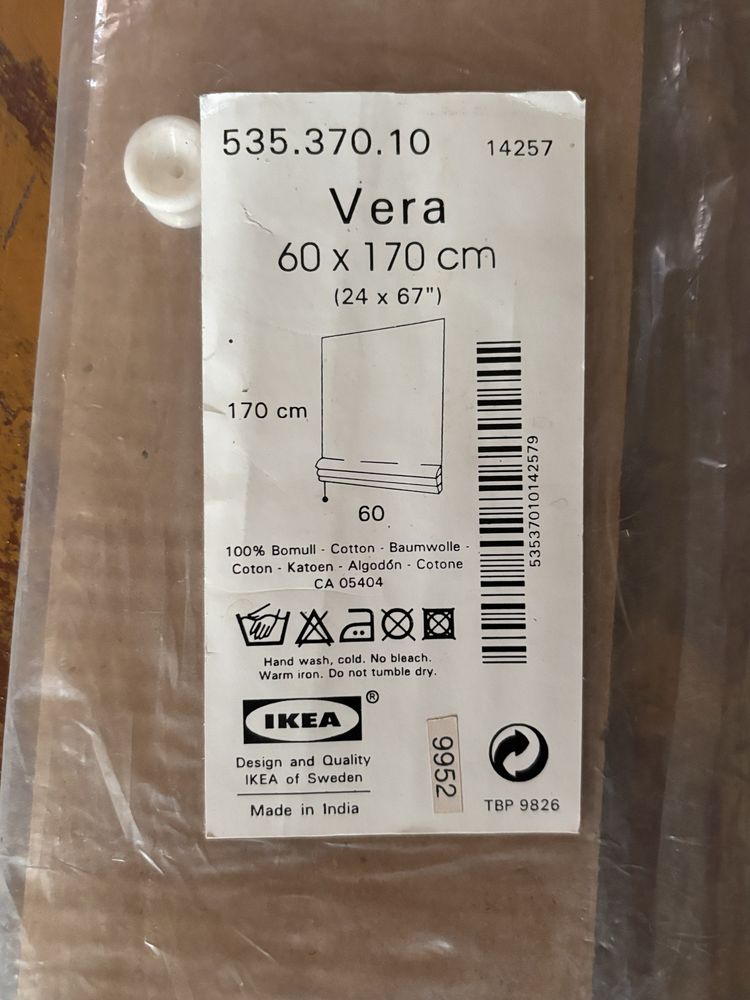 535.370.10 14257
Vera
60 x 170 cm
(24 x 67")
170 cm
60
53537010142579
100% Bomull - Cotton - Baumwolle -
Coton - Katoen - Algodón - Cotone
CA 05404
Hand wash, cold. No bleach.
Warm iron. Do not tumble dry.
IKEA®
Design and Quality
IKEA of Sweden
Made in India
9952
TBP 9826